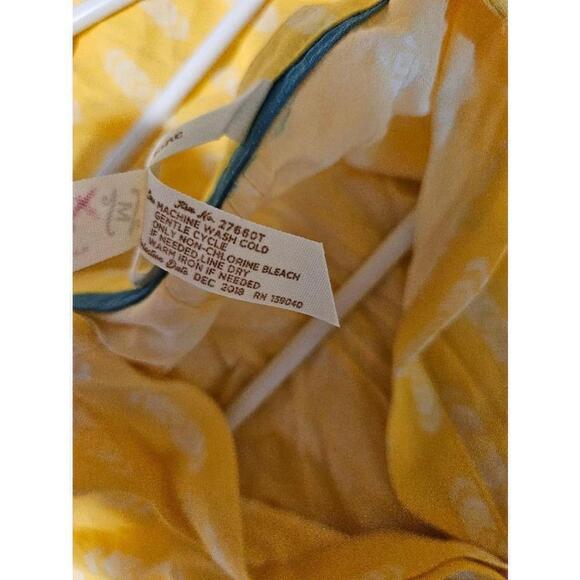 M
Item No. 27660T
MACHINE WASH COLD
GENTLE CYCLE
ONLY NON-CHLORINE BLEACH
IF NEEDED, LINE DRY
WARM IRON IF NEEDED
Date DEC 2018 RN 139040